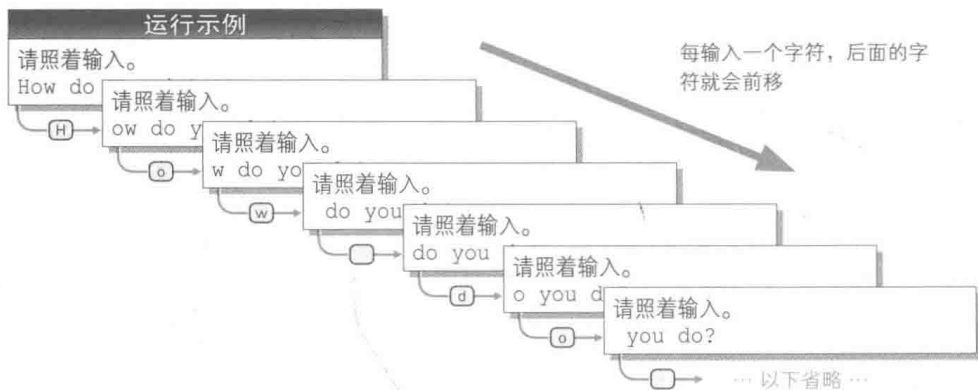 运行示例
请照着输入。
How do
H
请照着输入。
ow do y
o
请照着输入。
w do yo
w
请照着输入。
do you
请照着输入。
do you
d
请照着输入。
o you d
o
请照着输入。
you do?
… 以下省略 …
每输入一个字符，后面的字
符就会前移